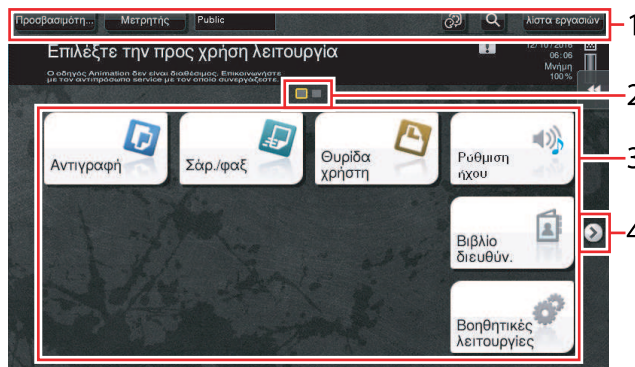 Προσβασιμότη... Μετρητής Public λίστα εργασιών 1
Επιλέξτε την προς χρήση λειτουργία
12/10/2016
06:06
Ο οδηγός Animation δεν είναι διαθέσιμος. Επικοινωνήστε
με τον αντιπρόσωπο service με τον οποίο συνεργάζεστε.
Μνήμη
100%
2
Αντιγραφή
Σάρ./φαξ
Θυρίδα
χρήστη
Ρύθμιση
ήχου
3
Βιβλίο
διευθύν.
4
Βοηθητικές
λειτουργίες